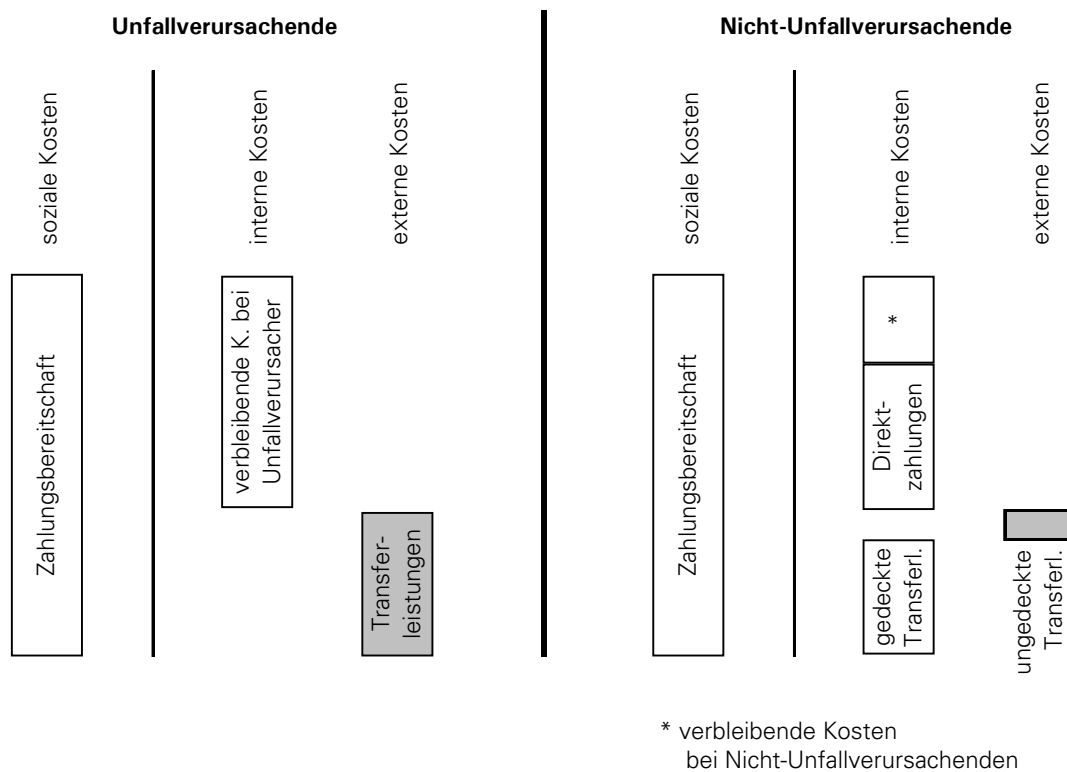 Unfallverursachende
soziale Kosten
interne Kosten
externe Kosten
Zahlungsbereitschaft
verbleibende K. bei
Unfallverursacher
Transfer-
leistungen
Nicht-Unfallverursachende
soziale Kosten
interne Kosten
externe Kosten
Zahlungsbereitschaft
*
Direkt-
zahlungen
gedeckte
Transferl.
ungedeckte
Transferl.
* verbleibende Kosten
bei Nicht-Unfallverursachenden